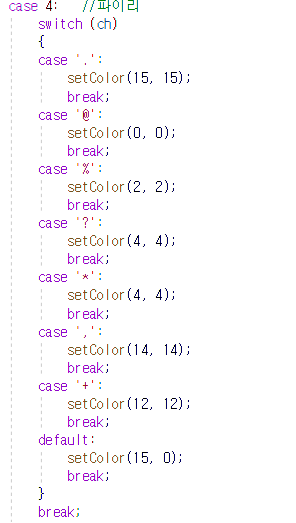 case 4:   //파이리
    switch (ch)
    {
    case '.':
        setColor(15, 15);
        break;
    case '@':
        setColor(0, 0);
        break;
    case '%':
        setColor(2, 2);
        break;
    case '?':
        setColor(4, 4);
        break;
    case '*':
        setColor(4, 4);
        break;
    case ',':
        setColor(14, 14);
        break;
    case '+':
        setColor(12, 12);
        break;
    default:
        setColor(15, 0);
        break;
    }
    break;